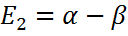 E₂ = α − β